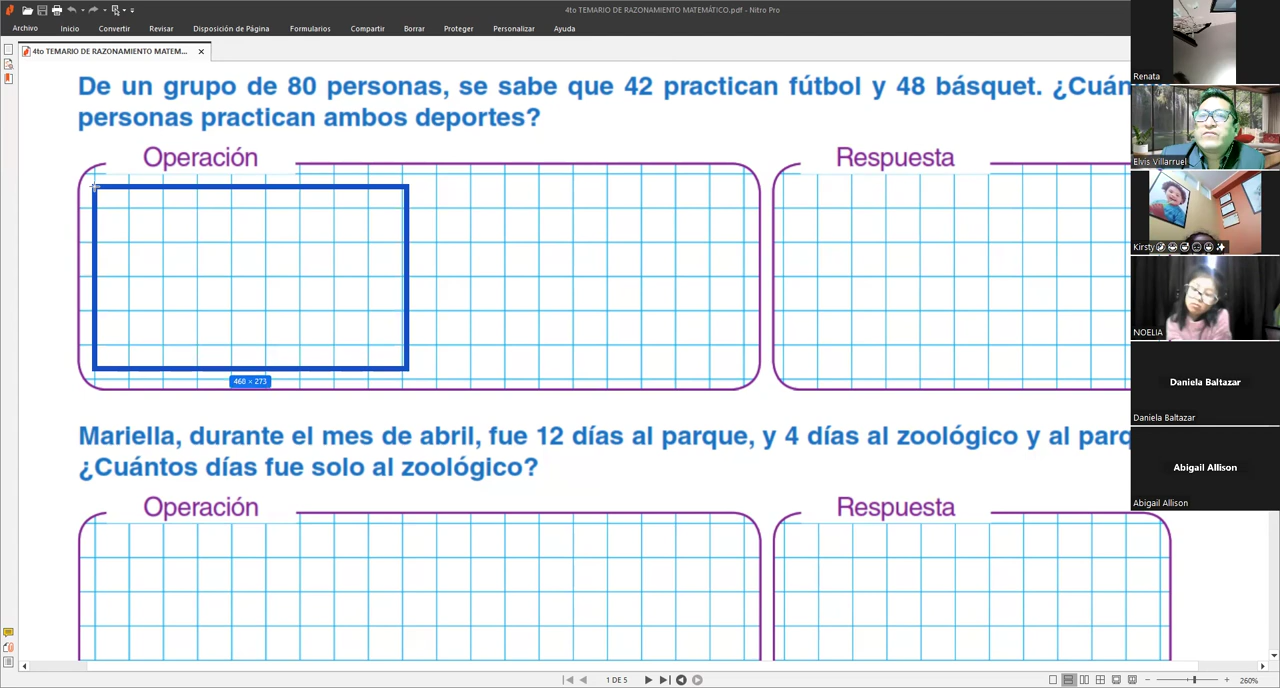 4to TEMARIO DE RAZONAMIENTO MATEMÁTICO.pdf - Nitro Pro
Archivo Inicio Convertir Revisar Disposición de Página Formularios Compartir Borrar Proteger Personalizar Ayuda
4to TEMARIO DE RAZONAMIENTO MATEM...
De un grupo de 80 personas, se sabe que 42 practican fútbol y 48 básquet.
personas practican ambos deportes?
Operación
Respuesta
460 × 273
Mariella, durante el mes de abril, fue 12 días al parque, y 4 días al zoológico y al
¿Cuántos días fue solo al zoológico?
Operación
Respuesta
1 DE 5
260%
Renata
Elvis Villarruel
Kirsty
NOELIA
Daniela Baltazar
Daniela Baltazar
Abigail Allison
Abigail Allison